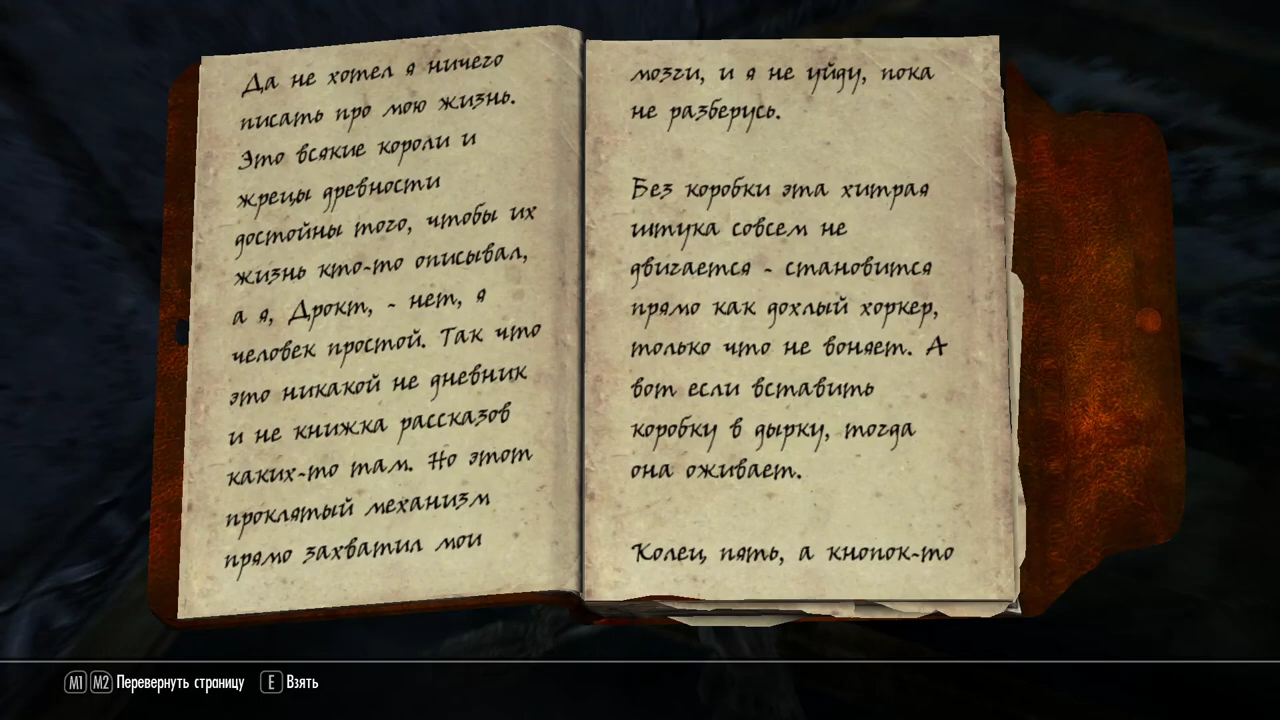 Да не хотел я ничего
писать про мою жизнь.
Это всякие короли и
жрецы древности
достойны того, чтобы их
жизнь кто-то описывал,
а я, Дрокт, - нет, я
человек простой. Так что
это никакой не дневник
и не книжка рассказов
каких-то там. Но этот
проклятый механизм
прямо захватил мои
мозги, и я не уйду, пока
не разберусь.
Без коробки эта хитрая
штука совсем не
двигается - становится
прямо как дохлый хоркер,
только что не воняет. А
вот если вставить
коробку в дырку, тогда
она оживает.
Колец пять, а кнопок-то
M1 M2 Перевернуть страницу E Взять